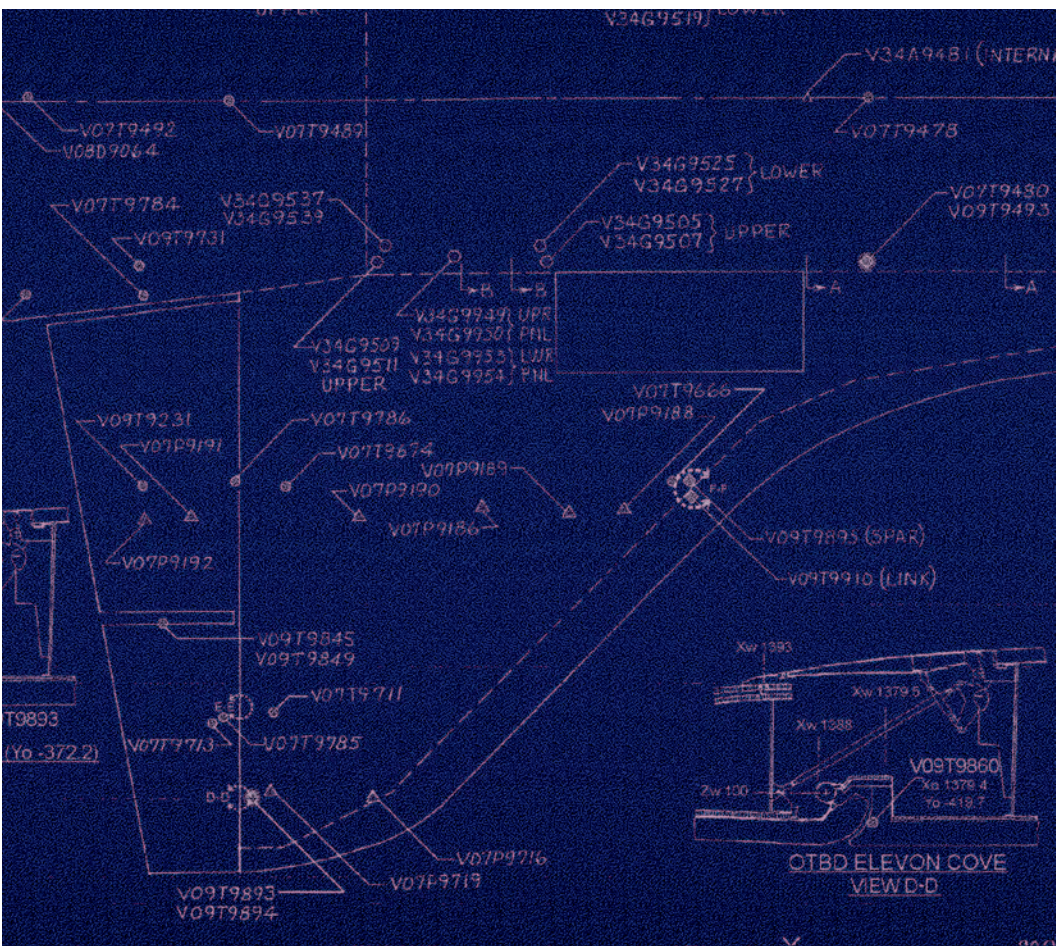 UPPER
V34G9519} LOWER
V34A9481 (INTERN
V07T9492
V08D9064
V07T9489
V07T9478
V34G9525
V34G9527} LOWER
V07T9784
V34G9537
V34G9539
V07T9480
V09T9493
V34G9505
V34G9507} UPPER
V09T9731
B B A A
V34G9949} UPR
V34G9950} PNL
V34G9953} LWR
V34G9954} PNL
V34G9509
V34G9511
UPPER
V07T9666
V07P9188
V09T9231
V07P9191
V07T9786
V07T9674
V07P9189
V07P9190
V07P9186
F-F
V07P9192
V09T9895 (SPAR)
V09T9910 (LINK)
V09T9845
V09T9849
Xw 1393
Xw 1379.5
Xw 1388
V07T9711
T9893
(Yo -372.2)
V07T9713
V07T9785
D-D
V09T9860
Xo 1379.4
Yo -419.7
Zw 100
V07P9716
V07P9719
OTBD ELEVON COVE
VIEW D-D
V09T9893
V09T9894